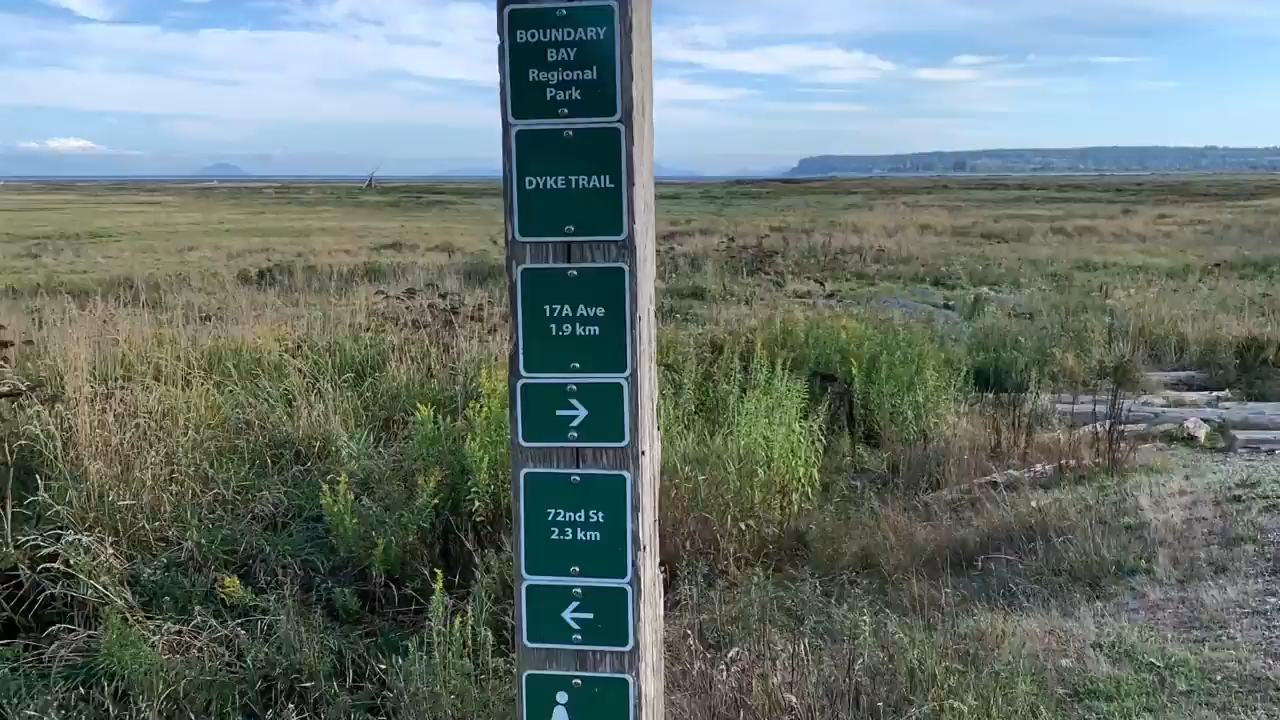 BOUNDARY
BAY
Regional
Park
DYKE TRAIL
17A Ave
1.9 km
→
72nd St
2.3 km
←